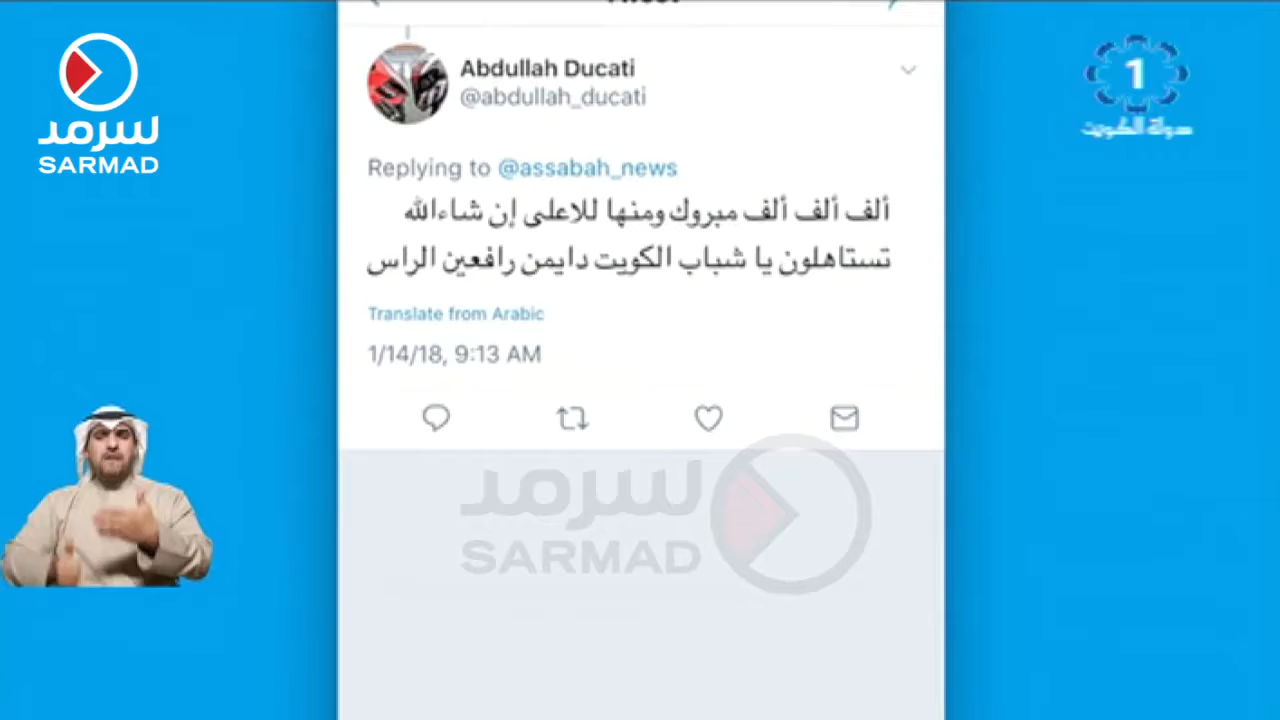 سرمد
SARMAD
1
Abdullah Ducati
@abdullah_ducati
Replying to @assabah_news
ألف ألف ألف مبروك ومنها للاعلى إن شاءالله
تستاهلون يا شباب الكويت دايمن رافعين الراس
Translate from Arabic
1/14/18, 9:13 AM
سرمد
SARMAD